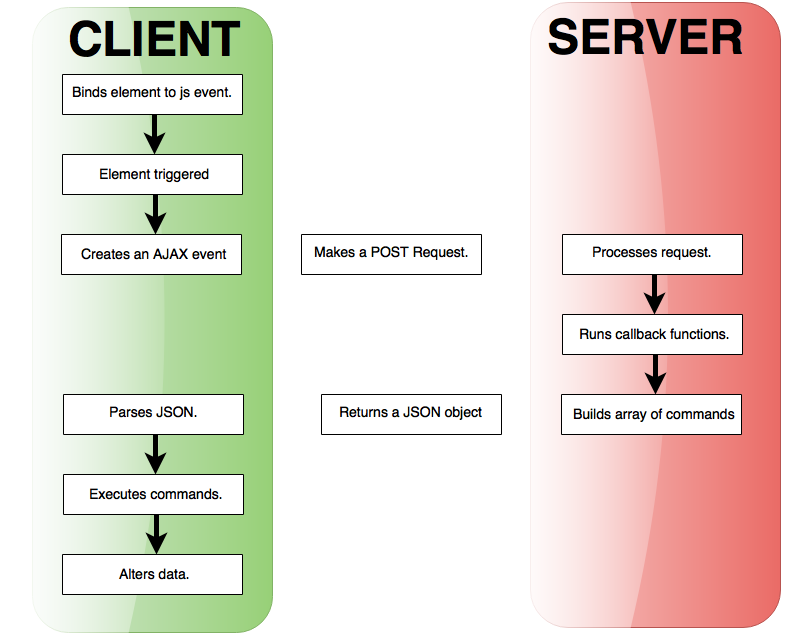 CLIENT
SERVER
Binds element to js event.
Element triggered
Creates an AJAX event
Makes a POST Request.
Processes request.
Runs callback functions.
Parses JSON.
Returns a JSON object
Builds array of commands
Executes commands.
Alters data.